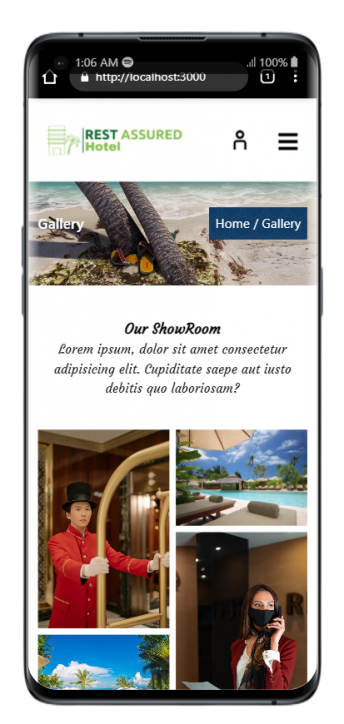 1:06 AM
100%
http://localhost:3000
1
REST ASSURED
Hotel
Gallery
Home / Gallery
Our ShowRoom
Lorem ipsum, dolor sit amet consectetur
adipisicing elit. Cupiditate saepe aut iusto
debitis quo laboriosam?